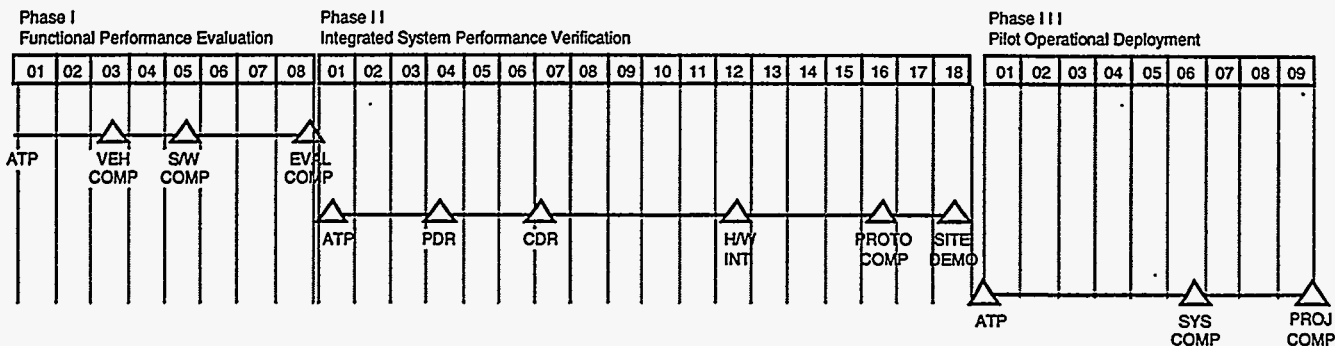 Phase I
Functional Performance Evaluation
01 02 03 04 05 06 07 08
ATP
VEH
COMP
S/W
COMP
EVAL
COMP
Phase II
Integrated System Performance Verification
01 02 03 04 05 06 07 08 09 10 11 12 13 14 15 16 17 18
ATP
PDR
CDR
H/W
INT
PROTO
COMP
SITE
DEMO
Phase III
Pilot Operational Deployment
01 02 03 04 05 06 07 08 09
ATP
SYS
COMP
PROJ
COMP